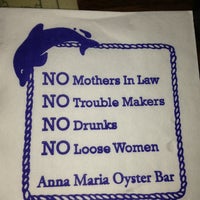 NO Mothers In Law
NO Trouble Makers
NO Drunks
NO Loose Women
Anna Maria Oyster Bar